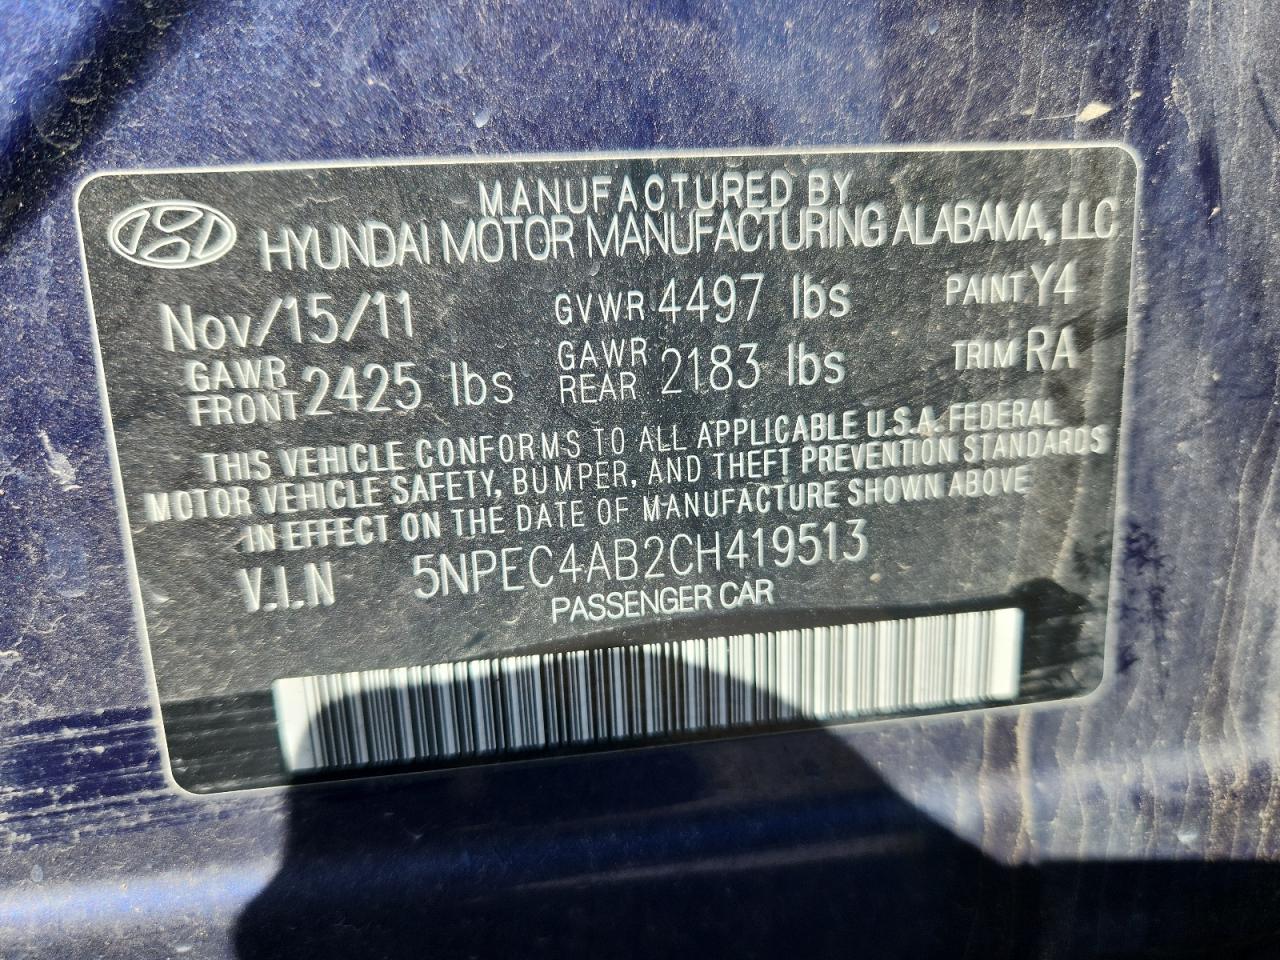 MANUFACTURED BY
HYUNDAI MOTOR MANUFACTURING ALABAMA, LLC
Nov/15/11 GVWR 4497 lbs PAINT Y4
GAWR FRONT 2425 lbs GAWR REAR 2183 lbs TRIM RA
THIS VEHICLE CONFORMS TO ALL APPLICABLE U.S.A. FEDERAL
MOTOR VEHICLE SAFETY, BUMPER, AND THEFT PREVENTION STANDARDS
IN EFFECT ON THE DATE OF MANUFACTURE SHOWN ABOVE
V.I.N 5NPEC4AB2CH419513
PASSENGER CAR